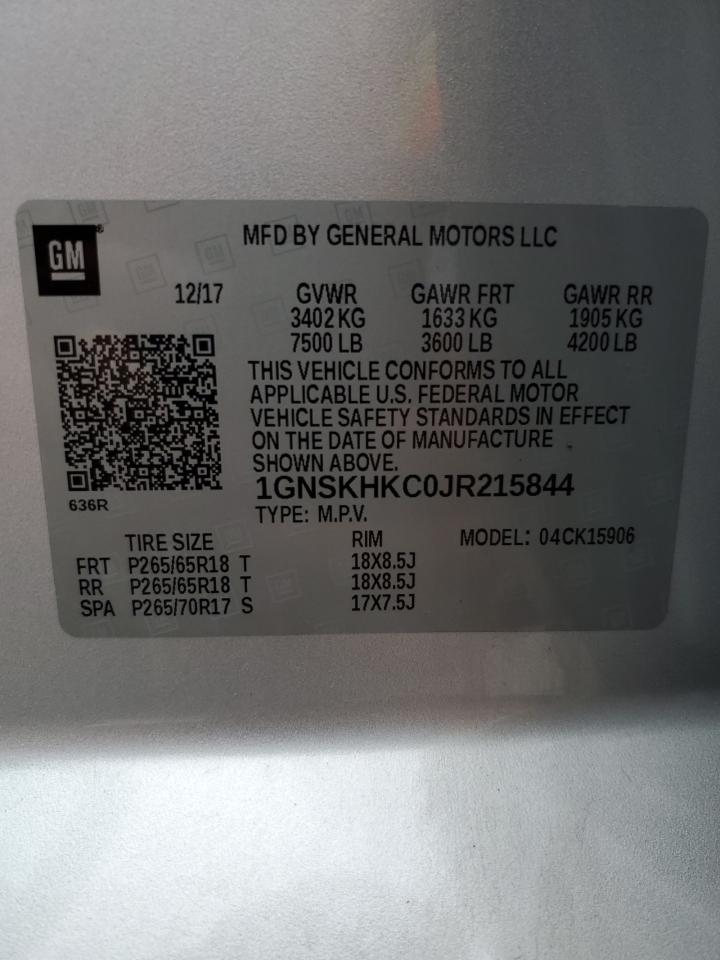 GM®
MFD BY GENERAL MOTORS LLC
12/17 GVWR GAWR FRT GAWR RR
3402 KG 1633 KG 1905 KG
7500 LB 3600 LB 4200 LB
THIS VEHICLE CONFORMS TO ALL
APPLICABLE U.S. FEDERAL MOTOR
VEHICLE SAFETY STANDARDS IN EFFECT
ON THE DATE OF MANUFACTURE
SHOWN ABOVE.
1GNSKHKC0JR215844
636R
TYPE: M.P.V.
TIRE SIZE RIM MODEL: 04CK15906
FRT P265/65R18 T 18X8.5J
RR P265/65R18 T 18X8.5J
SPA P265/70R17 S 17X7.5J